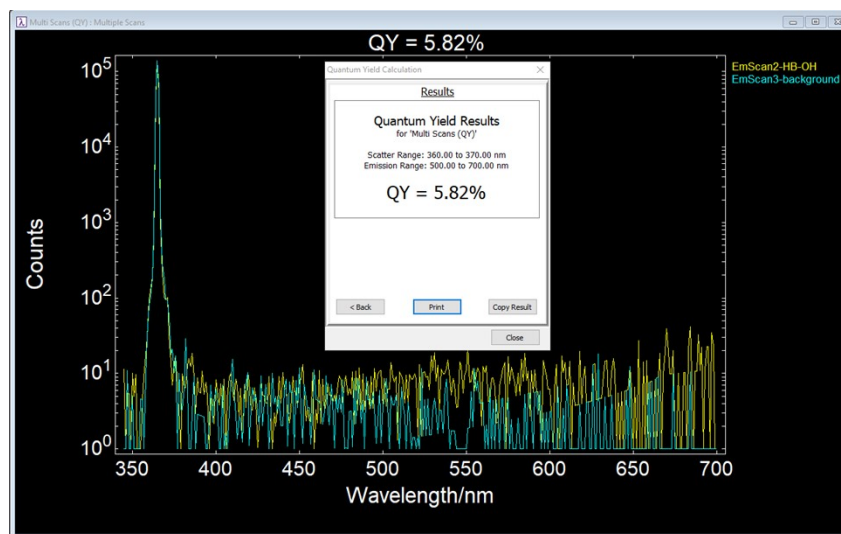 Multi Scans (QY) : Multiple Scans
QY = 5.82%
EmScan2-HB-OH
EmScan3-background
Quantum Yield Calculation
Results
Quantum Yield Results
for 'Multi Scans (QY)'
Scatter Range: 360.00 to 370.00 nm
Emission Range: 500.00 to 700.00 nm
QY = 5.82%
< Back Print Copy Result
Close
Counts
10⁵
10⁴
10³
10²
10¹
10⁰
350 400 450 500 550 600 650 700
Wavelength/nm